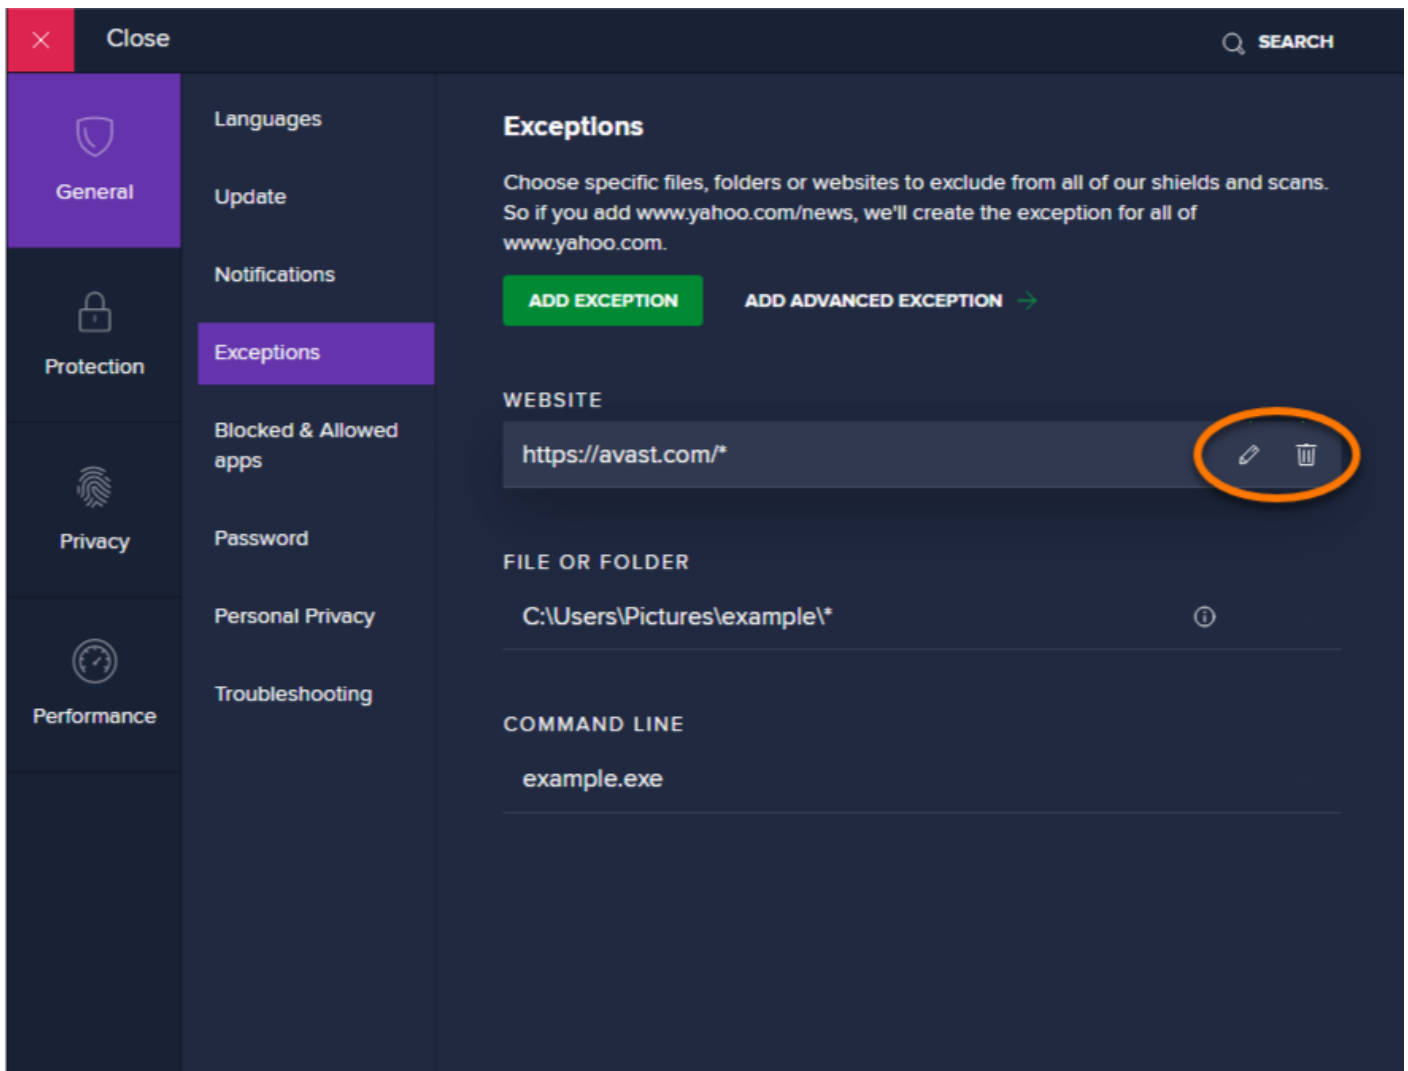 Close
SEARCH
General
Protection
Privacy
Performance
Languages
Update
Notifications
Exceptions
Blocked & Allowed
apps
Password
Personal Privacy
Troubleshooting
Exceptions
Choose specific files, folders or websites to exclude from all of our shields and scans.
So if you add www.yahoo.com/news, we'll create the exception for all of
www.yahoo.com.
ADD EXCEPTION
ADD ADVANCED EXCEPTION
WEBSITE
https://avast.com/*
FILE OR FOLDER
C:\Users\Pictures\example\*
COMMAND LINE
example.exe